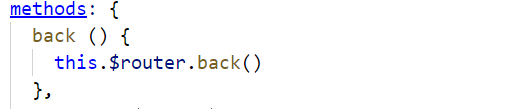 methods: {
back () {
this.$router.back()
},